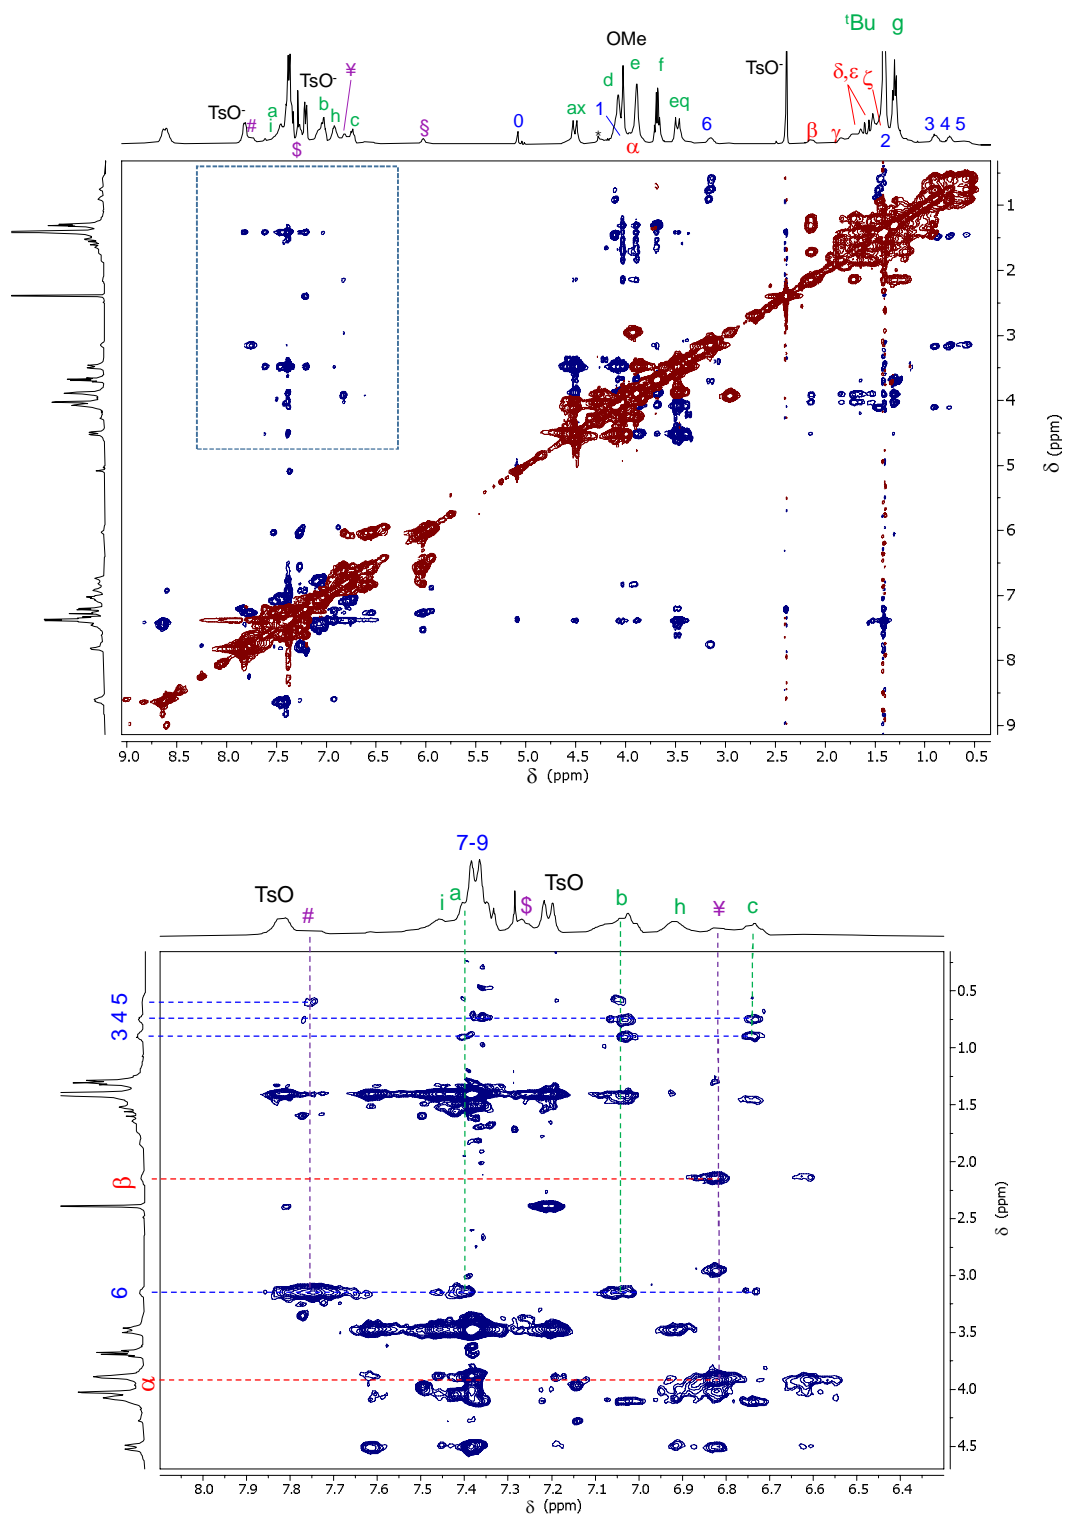 ᵗBu g
OMe
TsO⁻ ¥ TsO⁻ d e f TsO⁻ δ,ε ζ
a i # b h c § 0 ax 1 eq 6 β γ 3 4 5
$ * α 2
1
2
3
4
5
6
7
8
9
δ (ppm)
9.0 8.5 8.0 7.5 7.0 6.5 6.0 5.5 5.0 4.5 4.0 3.5 3.0 2.5 2.0 1.5 1.0 0.5
δ (ppm)
7-9
TsO # i a $ TsO b h ¥ c
3 4 5
β
6
α
0.5
1.0
1.5
2.0
2.5
3.0
3.5
4.0
4.5
δ (ppm)
8.0 7.9 7.8 7.7 7.6 7.5 7.4 7.3 7.2 7.1 7.0 6.9 6.8 6.7 6.6 6.5 6.4
δ (ppm)